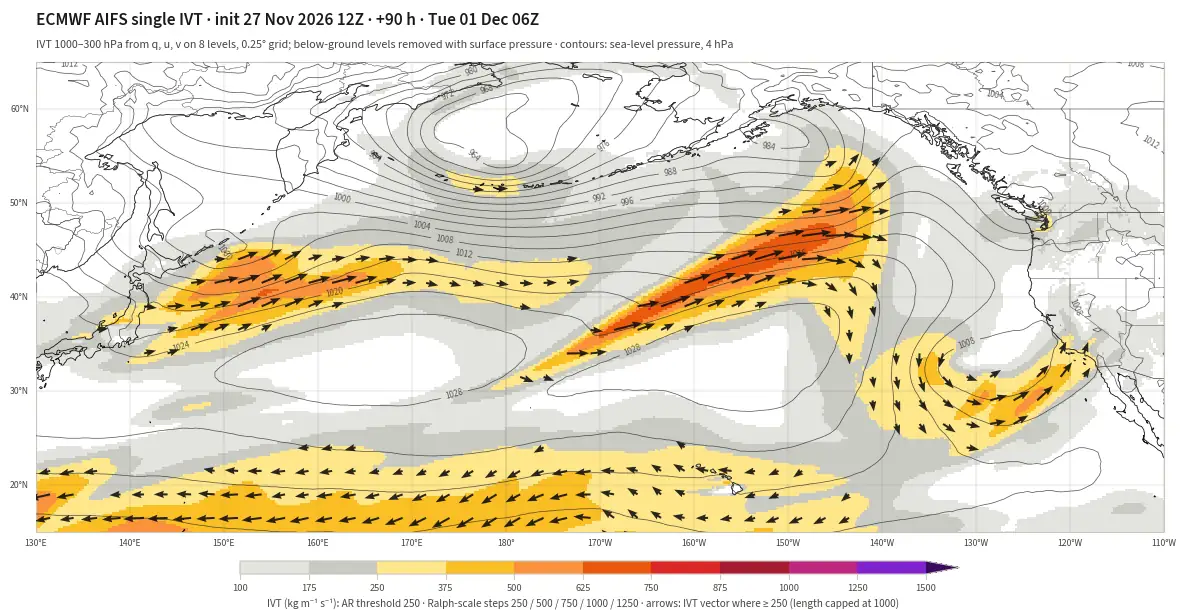 ECMWF AIFS single IVT · init 27 Nov 2026 12Z · +90 h · Tue 01 Dec 06Z
IVT 1000–300 hPa from q, u, v on 8 levels, 0.25° grid; below-ground levels removed with surface pressure · contours: sea-level pressure, 4 hPa
1012
980
1008
972
964
1004
60°N
984
1012
964
976
988
1000
992
996
50°N
1004
1008
1012
40°N
1020
1008
1024
1028
1008
30°N
1028
20°N
130°E 140°E 150°E 160°E 170°E 180° 170°W 160°W 150°W 140°W 130°W 120°W 110°W
100 175 250 375 500 625 750 875 1000 1250 1500
IVT (kg m⁻¹ s⁻¹): AR threshold 250 · Ralph-scale steps 250 / 500 / 750 / 1000 / 1250 · arrows: IVT vector where ≥ 250 (length capped at 1000)